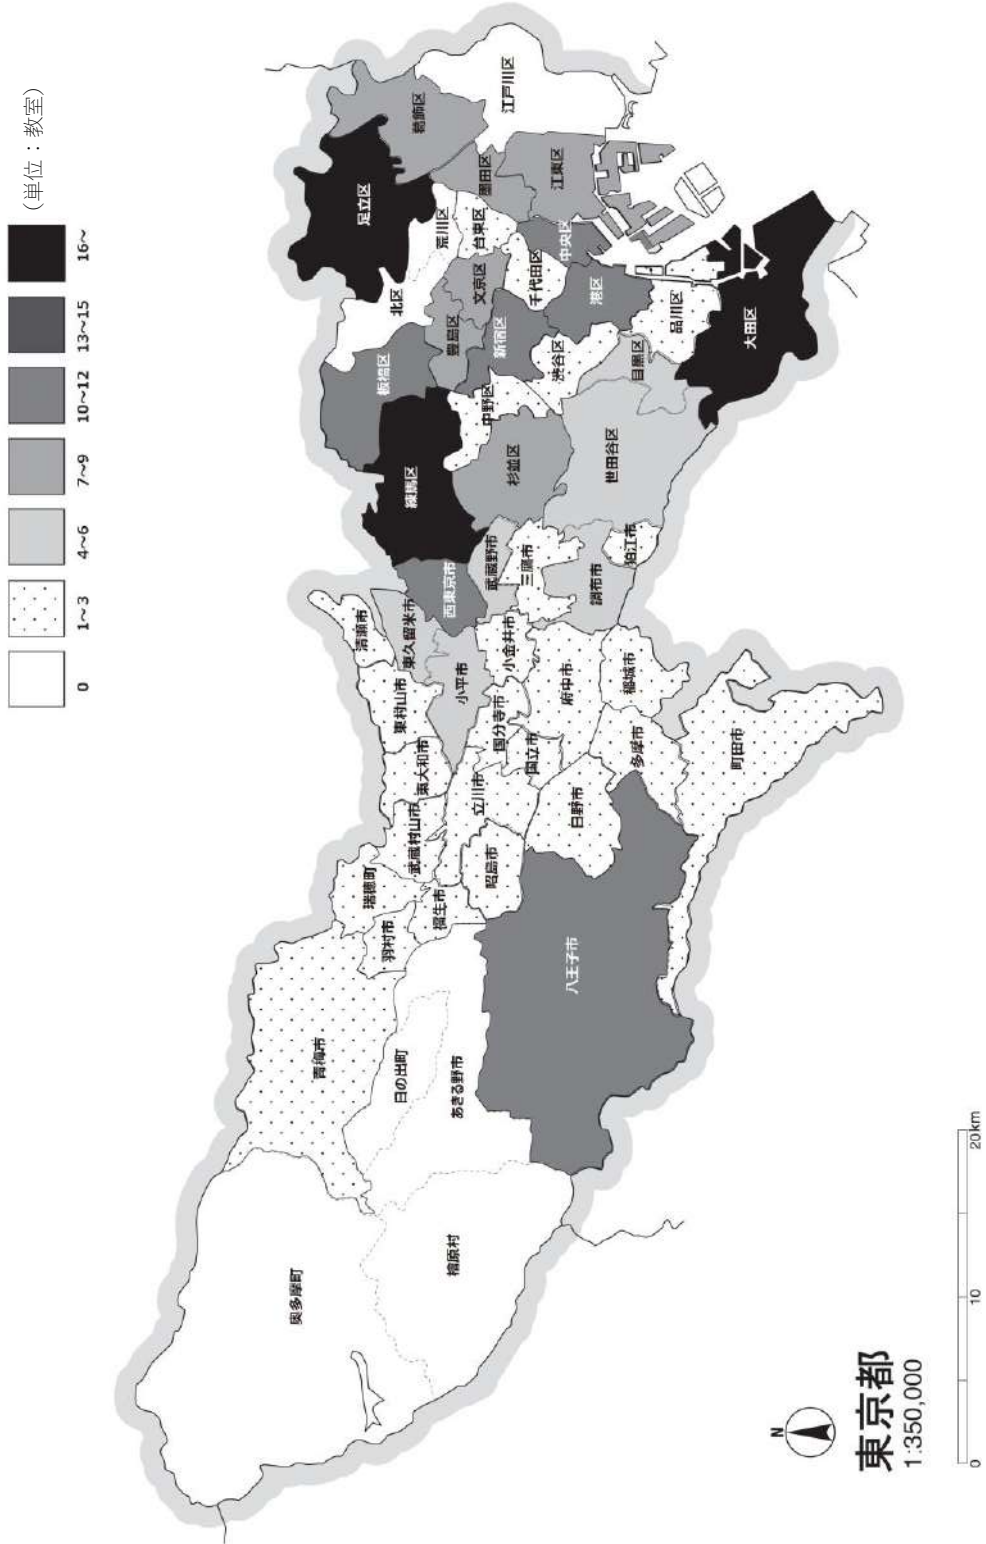 (単位：教室)
0
1~3
4~6
7~9
10~12
13~15
16~
奥多摩町
檜原村
青梅市
日の出町
あきる野市
八王子市
瑞穂町
羽村市
福生市
武蔵村山市
昭島市
立川市
東大和市
東村山市
清瀬市
東久留米市
小平市
国分寺市
国立市
日野市
多摩市
町田市
稲城市
府中市
小金井市
西東京市
武蔵野市
三鷹市
調布市
狛江市
練馬区
板橋区
北区
足立区
葛飾区
江戸川区
荒川区
台東区
墨田区
江東区
文京区
豊島区
新宿区
千代田区
中央区
港区
中野区
杉並区
渋谷区
世田谷区
目黒区
品川区
大田区
N
東京都
1:350,000
0
10
20km